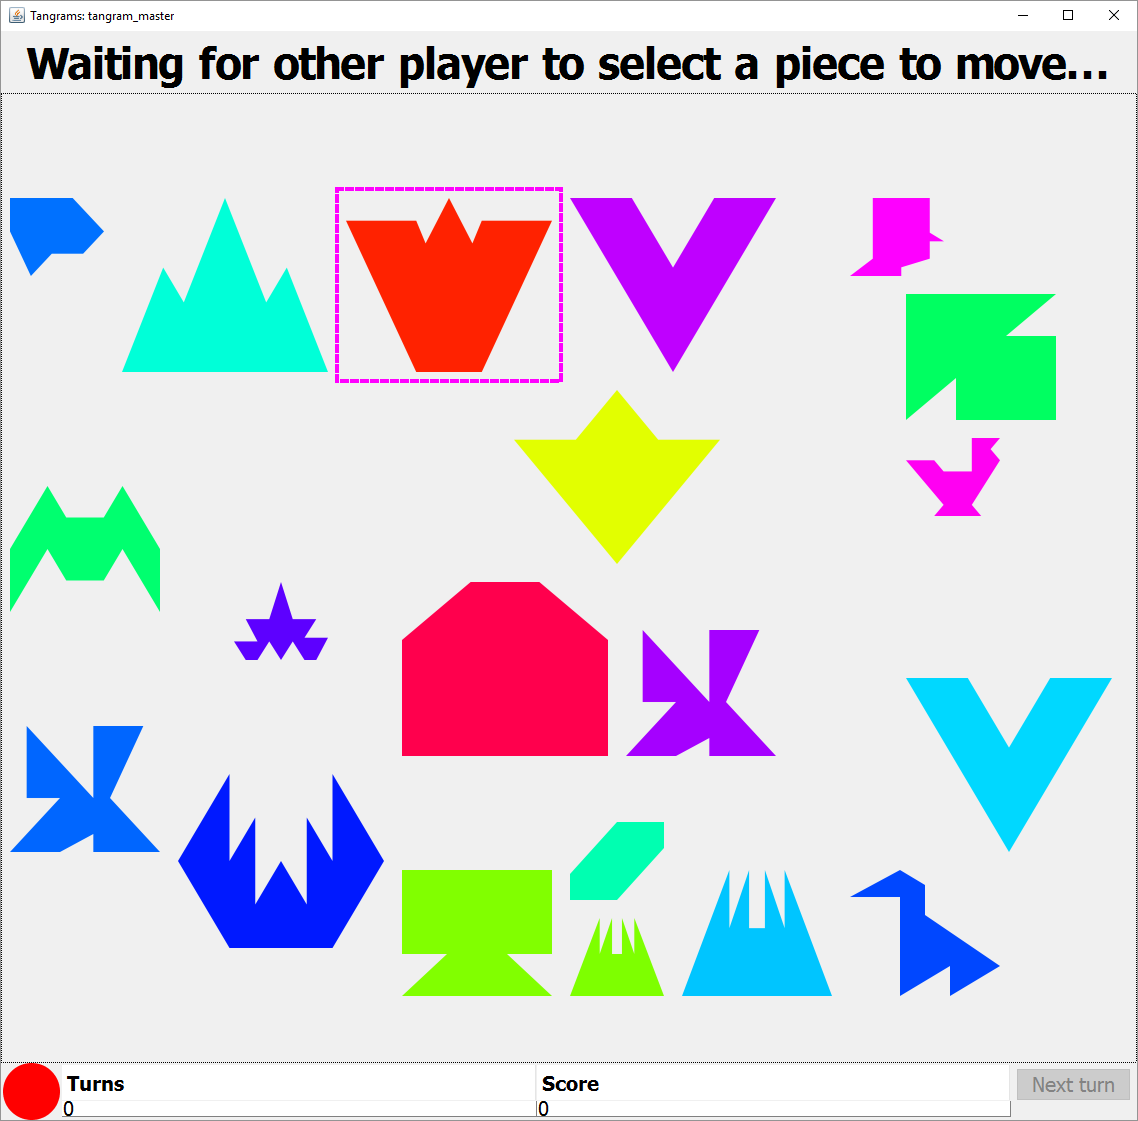 Tangrams: tangram_master
Waiting for other player to select a piece to move...
Turns Score Next turn
0 0